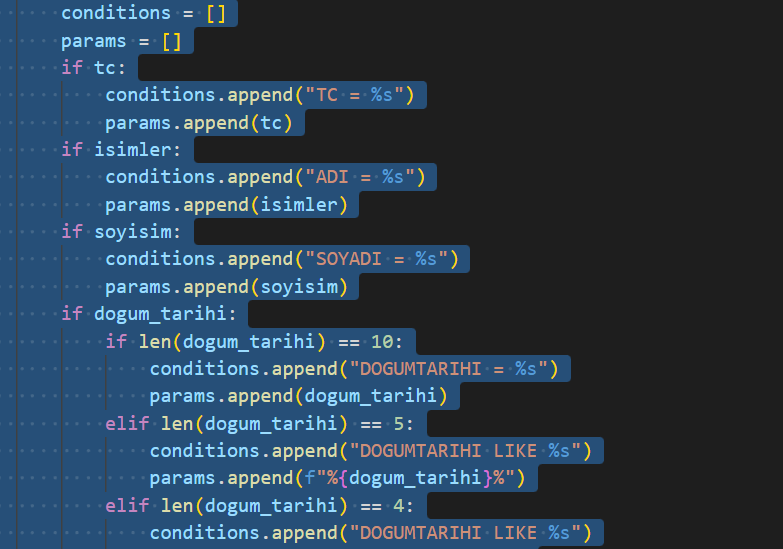 conditions = []
params = []
if tc:
conditions.append("TC = %s")
params.append(tc)
if isimler:
conditions.append("ADI = %s")
params.append(isimler)
if soyisim:
conditions.append("SOYADI = %s")
params.append(soyisim)
if dogum_tarihi:
if len(dogum_tarihi) == 10:
conditions.append("DOGUMTARIHI = %s")
params.append(dogum_tarihi)
elif len(dogum_tarihi) == 5:
conditions.append("DOGUMTARIHI LIKE %s")
params.append(f"%{dogum_tarihi}%")
elif len(dogum_tarihi) == 4:
conditions.append("DOGUMTARIHI LIKE %s")